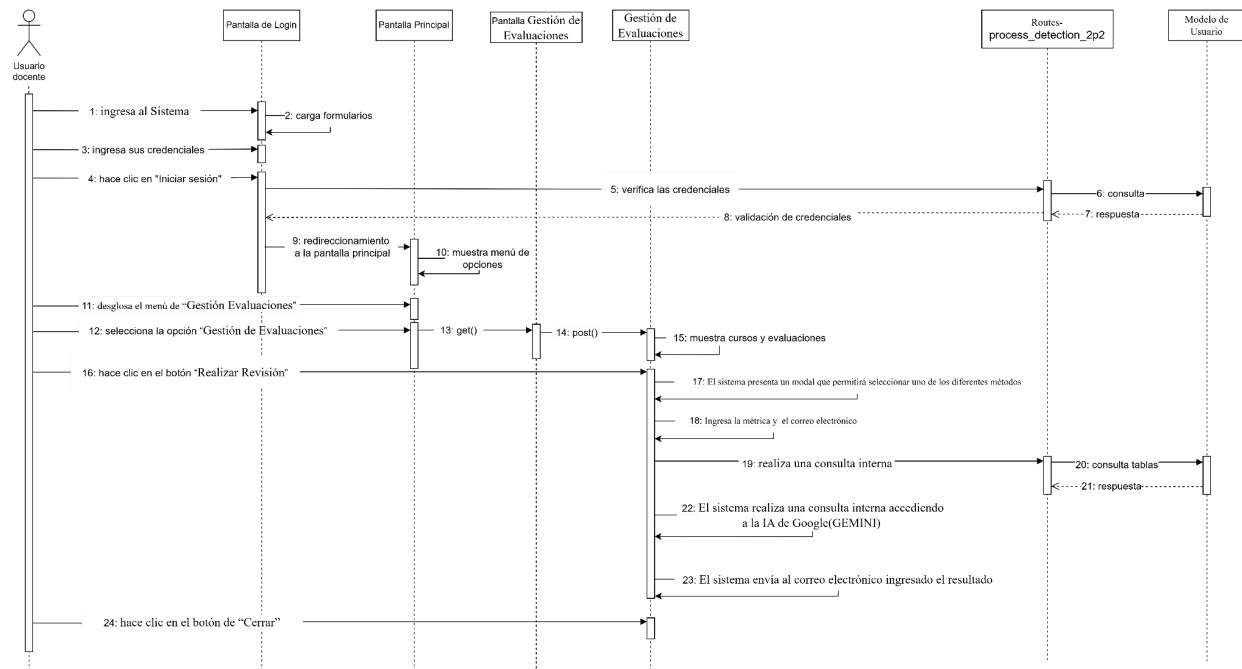 Usuario
docente
Pantalla de Login
Pantalla Principal
Pantalla Gestión de
Evaluaciones
Gestión de
Evaluaciones
Routes-
process_detection_2p2
Modelo de
Usuario
1: ingresa al Sistema
2: carga formularios
3: ingresa sus credenciales
4: hace clic en "Iniciar sesión"
5: verifica las credenciales
6: consulta
7: respuesta
8: validación de credenciales
9: redireccionamiento
a la pantalla principal
10: muestra menú de
opciones
11: desglosa el menú de “Gestión Evaluaciones”
12: selecciona la opción “Gestión de Evaluaciones”
13: get()
14: post()
15: muestra cursos y evaluaciones
16: hace clic en el botón “Realizar Revisión”
17: El sistema presenta un modal que permitirá seleccionar uno de los diferentes métodos
18: Ingresa la métrica y el correo electrónico
19: realiza una consulta interna
20: consulta tablas
21: respuesta
22: El sistema realiza una consulta interna accediendo
a la IA de Google(GEMINI)
23: El sistema envía al correo electrónico ingresado el resultado
24: hace clic en el botón de “Cerrar”